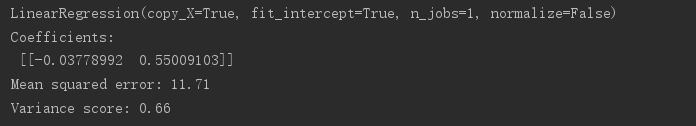 LinearRegression(copy_X=True, fit_intercept=True, n_jobs=1, normalize=False)
Coefficients:
[[-0.03778992  0.55009103]]
Mean squared error: 11.71
Variance score: 0.66